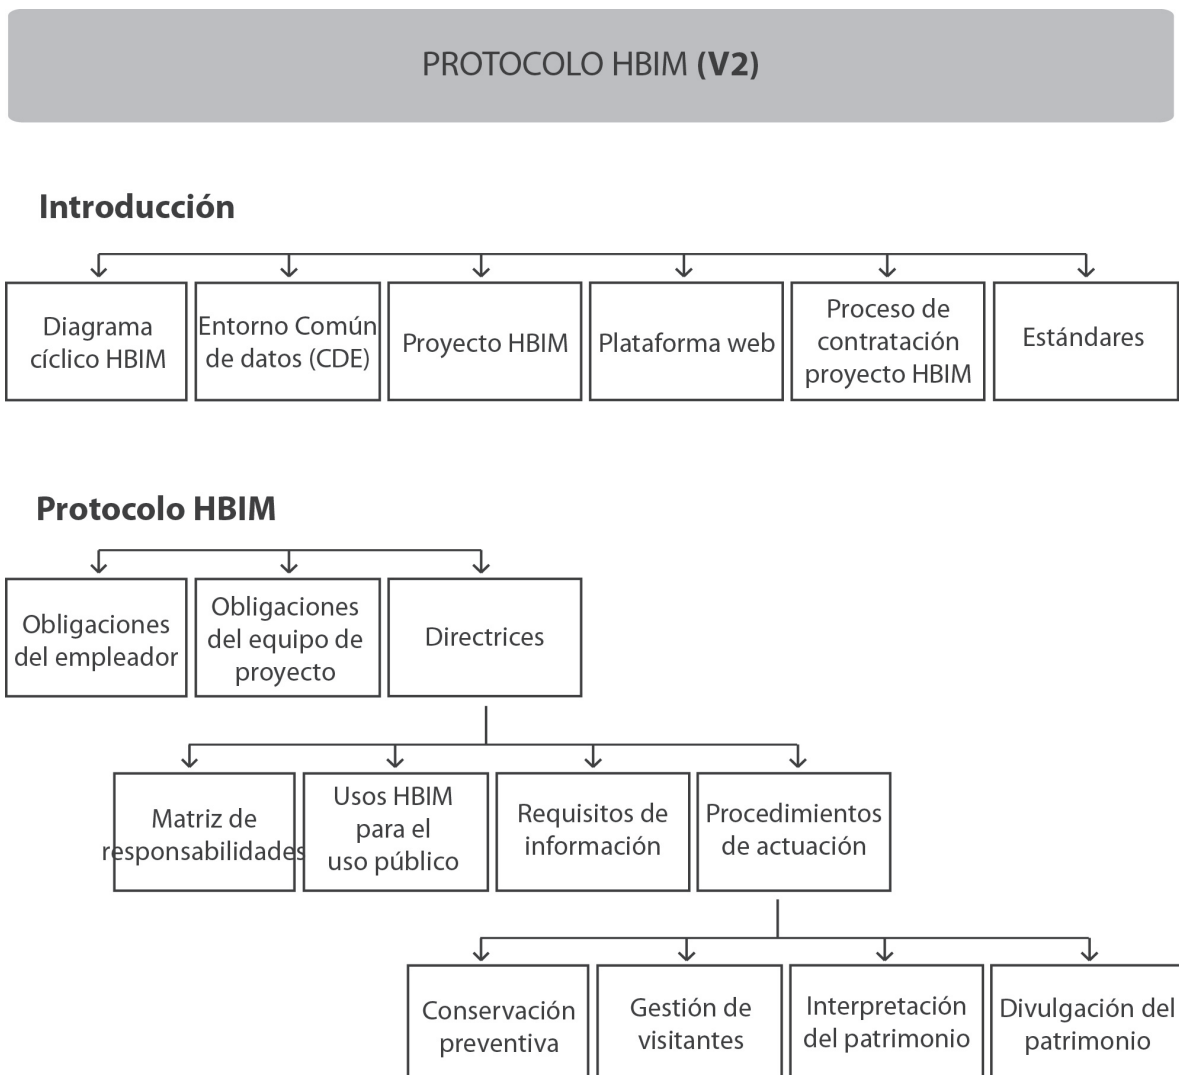 PROTOCOLO HBIM (V2)
Introducción
Diagrama
cíclico HBIM
Entorno Común
de datos (CDE)
Proyecto HBIM
Plataforma web
Proceso de
contratación
proyecto HBIM
Estándares
Protocolo HBIM
Obligaciones
del empleador
Obligaciones
del equipo de
proyecto
Directrices
Matriz de
responsabilidades
Usos HBIM
para el
uso público
Requisitos de
información
Procedimientos
de actuación
Conservación
preventiva
Gestión de
visitantes
Interpretación
del patrimonio
Divulgación del
patrimonio